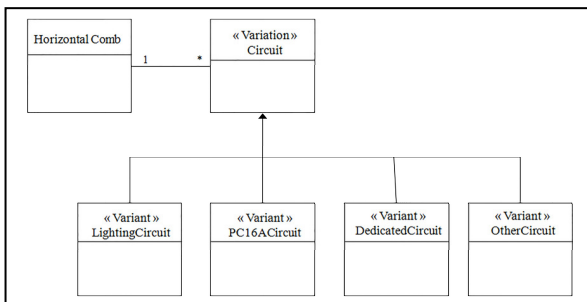 Horizontal Comb
« Variation»
Circuit
1
*
« Variant »
LightingCircuit
« Variant »
PC16ACircuit
« Variant »
DedicatedCircuit
« Variant »
OtherCircuit